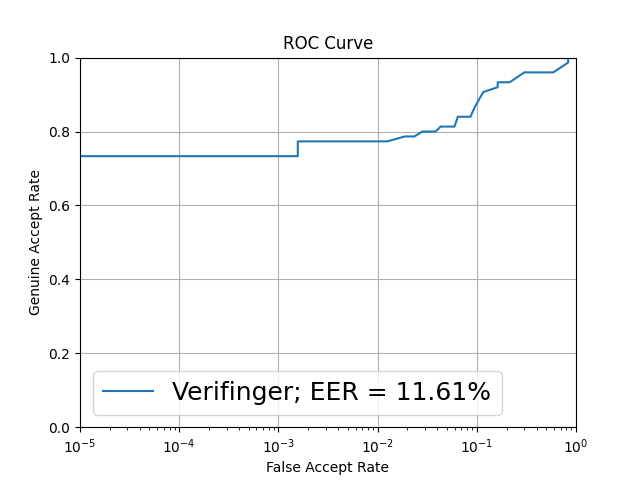 ROC Curve
1.0
0.8
0.6
0.4
0.2
0.0
Genuine Accept Rate
Verifinger; EER = 11.61%
10⁻⁵ 10⁻⁴ 10⁻³ 10⁻² 10⁻¹ 10⁰
False Accept Rate